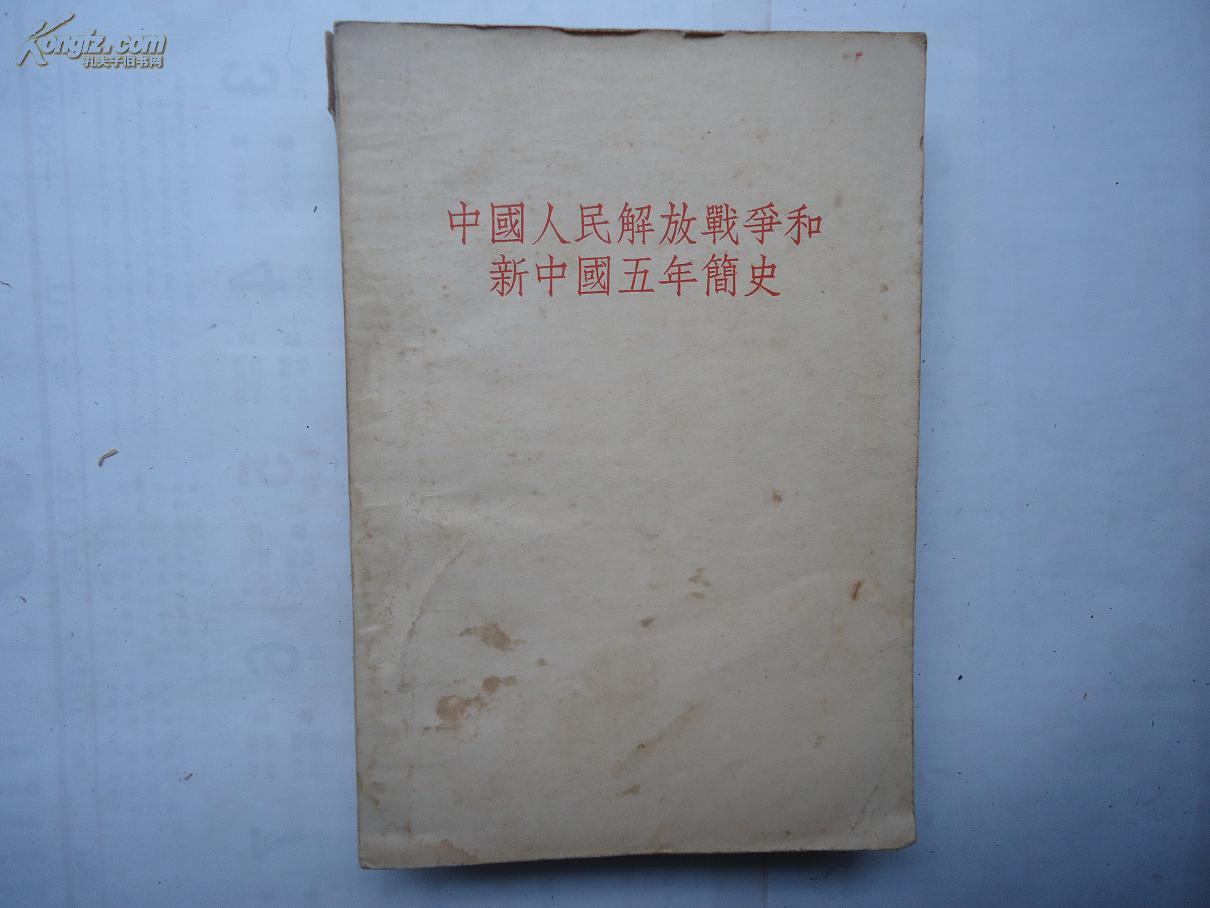 Kongfz.com
孔夫子旧书网
中國人民解放戰爭和
新中國五年簡史